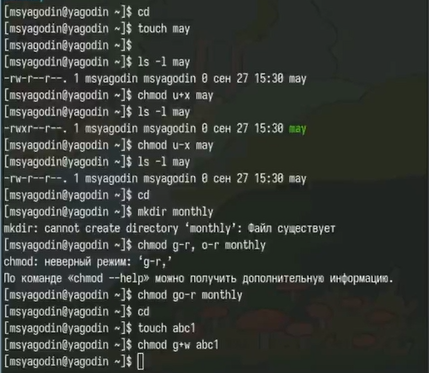 [msyagodin@yagodin ~]$ cd
[msyagodin@yagodin ~]$ touch may
[msyagodin@yagodin ~]$
[msyagodin@yagodin ~]$ ls -l may
-rw-r--r--. 1 msyagodin msyagodin 0 сен 27 15:30 may
[msyagodin@yagodin ~]$ chmod u+x may
[msyagodin@yagodin ~]$ ls -l may
-rwxr--r--. 1 msyagodin msyagodin 0 сен 27 15:30 may
[msyagodin@yagodin ~]$ chmod u-x may
[msyagodin@yagodin ~]$ ls -l may
-rw-r--r--. 1 msyagodin msyagodin 0 сен 27 15:30 may
[msyagodin@yagodin ~]$ cd
[msyagodin@yagodin ~]$ mkdir monthly
mkdir: cannot create directory ‘monthly’: Файл существует
[msyagodin@yagodin ~]$ chmod g-r, o-r monthly
chmod: неверный режим: ‘g-r,’
По команде «chmod --help» можно получить дополнительную информацию.
[msyagodin@yagodin ~]$ chmod go-r monthly
[msyagodin@yagodin ~]$ cd
[msyagodin@yagodin ~]$ touch abc1
[msyagodin@yagodin ~]$ chmod g+w abc1
[msyagodin@yagodin ~]$